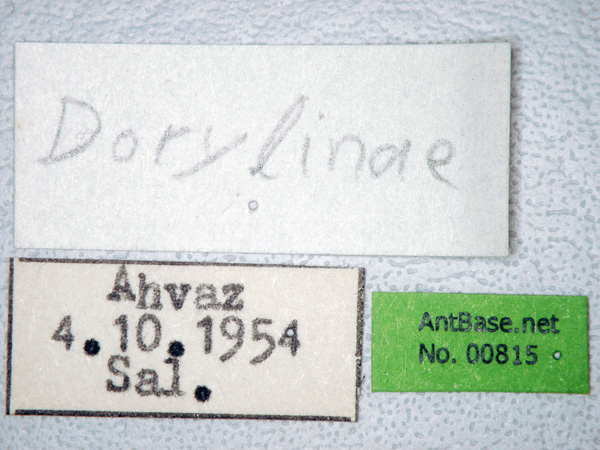 Dorylinae
Ahvaz
4.10.1954
Sal.
AntBase.net
No. 00815